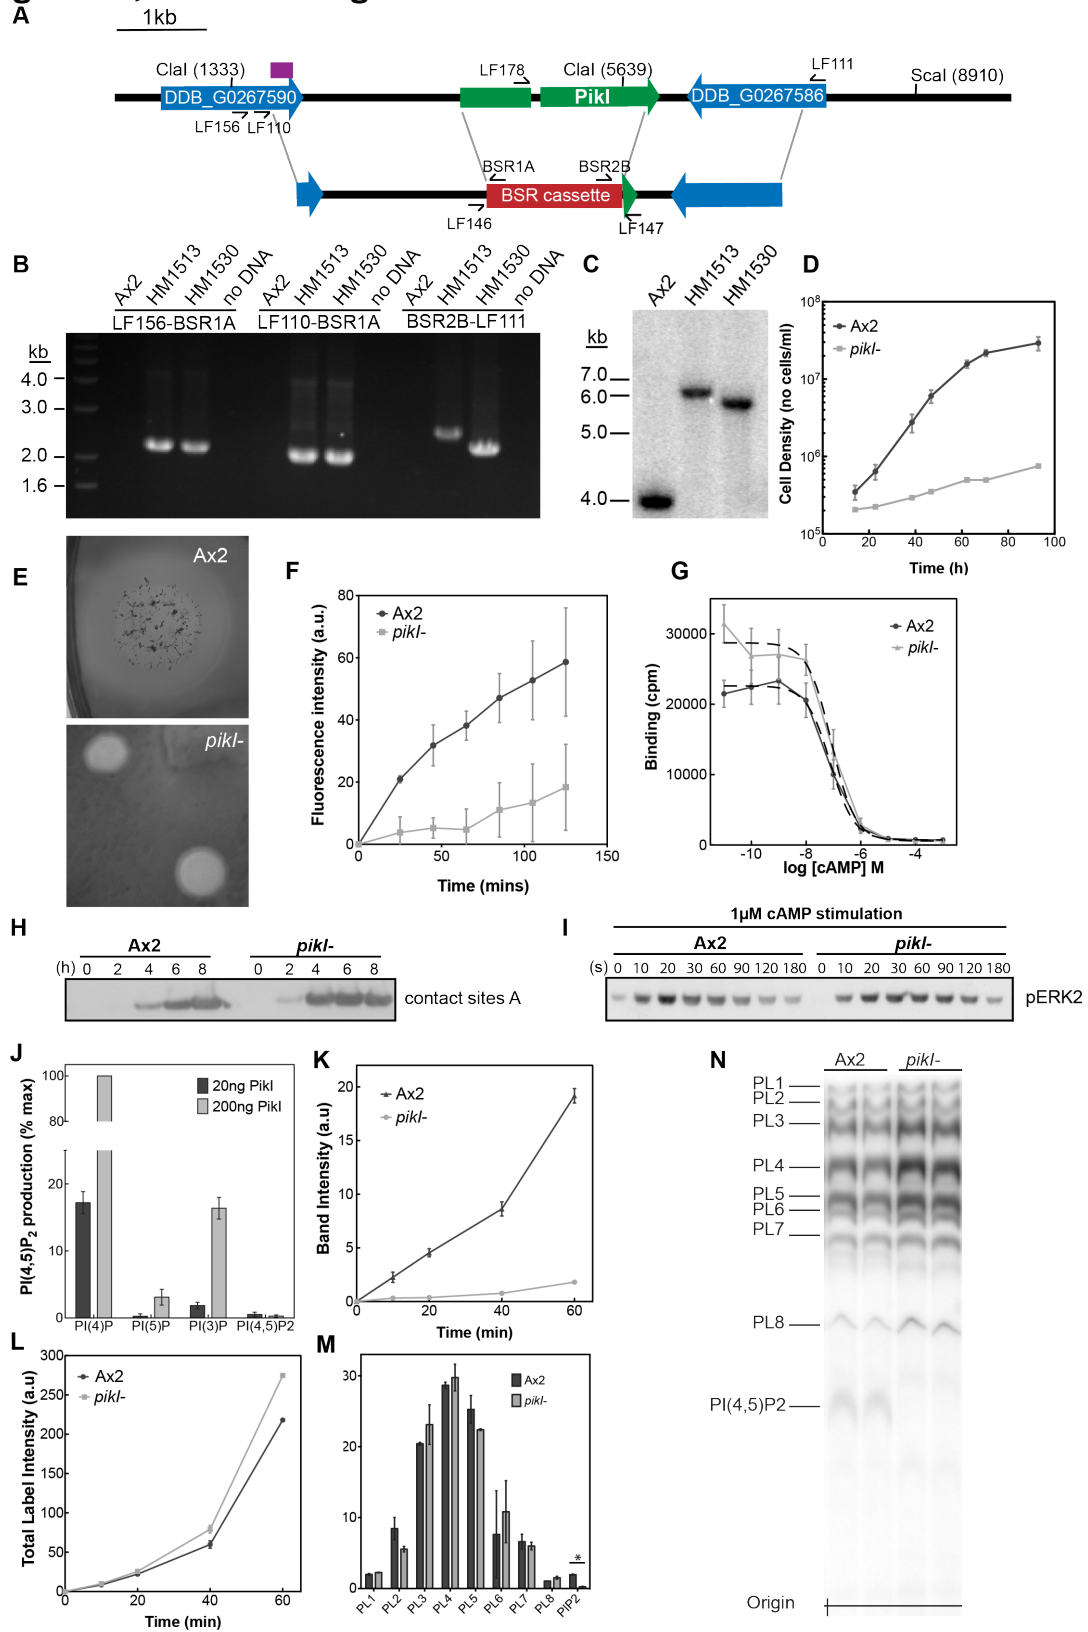 A
1kb
ClaI (1333)
LF178
ClaI (5639)
LF111
ScaI (8910)
DDB_G0267590
PikI
DDB_G0267586
LF156
LF110
BSR1A
BSR2B
BSR cassette
LF146
LF147
B
Ax2 HM1513 HM1530 no DNA Ax2 HM1513 HM1530 no DNA Ax2 HM1513 HM1530 no DNA
LF156-BSR1A LF110-BSR1A BSR2B-LF111
kb
4.0
3.0
2.0
1.6
C
Ax2 HM1513 HM1530
kb
7.0
6.0
5.0
4.0
D
Ax2
pikI-
Cell Density (no cells/ml)
10^8
10^7
10^6
10^5
0 20 40 60 80 100
Time (h)
E
Ax2
pikI-
F
Ax2
pikI-
Fluorescence intensity (a.u.)
80
60
40
20
0
0 50 100 150
Time (mins)
G
Ax2
pikI-
Binding (cpm)
30000
20000
10000
0
-10 -8 -6 -4
log [cAMP] M
H
Ax2 pikI-
(h) 0 2 4 6 8 0 2 4 6 8
contact sites A
I
1µM cAMP stimulation
Ax2 pikI-
(s) 0 10 20 30 60 90 120 180 0 10 20 30 60 90 120 180
pERK2
J
PI(4,5)P2 production (% max)
20ng PikI
200ng PikI
100
80
20
10
0
PI(4)P PI(5)P PI(3)P PI(4,5)P2
K
Ax2
pikI-
Band Intensity (a.u)
20
15
10
5
0
0 20 40 60
Time (min)
L
Ax2
pikI-
Total Label Intensity (a.u)
300
250
200
150
100
50
0
0 20 40 60
Time (min)
M
Ax2
pikI-
30
20
10
0
*
PL1 PL2 PL3 PL4 PL5 PL6 PL7 PL8 PIP2
N
Ax2 pikI-
PL1
PL2
PL3
PL4
PL5
PL6
PL7
PL8
PI(4,5)P2
Origin